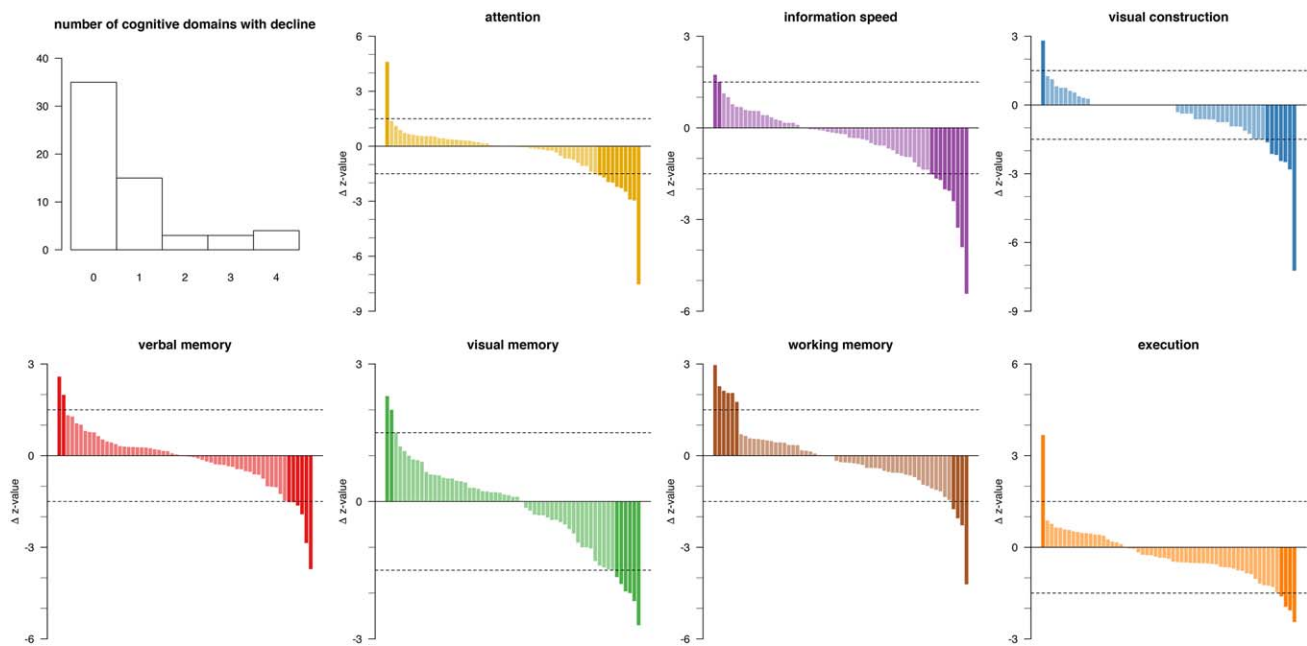 number of cognitive domains with decline
40
30
20
10
0
0 1 2 3 4
attention
6
3
0
-3
-6
-9
Δ z-value
information speed
3
0
-3
-6
Δ z-value
visual construction
3
0
-3
-6
-9
Δ z-value
verbal memory
3
0
-3
-6
Δ z-value
visual memory
3
0
-3
Δ z-value
working memory
3
0
-3
-6
Δ z-value
execution
6
3
0
-3
Δ z-value